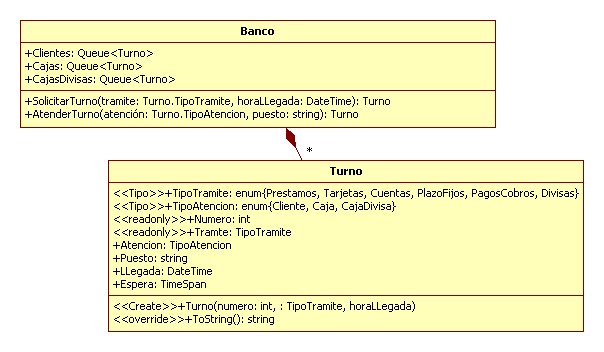 Banco
+Clientes: Queue<Turno>
+Cajas: Queue<Turno>
+CajasDivisas: Queue<Turno>
+SolicitarTurno(tramite: Turno.TipoTramite, horaLLegada: DateTime): Turno
+AtenderTurno(atención: Turno.TipoAtencion, puesto: string): Turno
*
Turno
<<Tipo>>+TipoTramite: enum{Prestamos, Tarjetas, Cuentas, PlazoFijos, PagosCobros, Divisas}
<<Tipo>>+TipoAtencion: enum{Cliente, Caja, CajaDivisa}
<<readonly>>+Numero: int
<<readonly>>+Tramte: TipoTramite
+Atencion: TipoAtencion
+Puesto: string
+LLegada: DateTime
+Espera: TimeSpan
<<Create>>+Turno(numero: int, : TipoTramite, horaLLegada)
<<override>>+ToString(): string